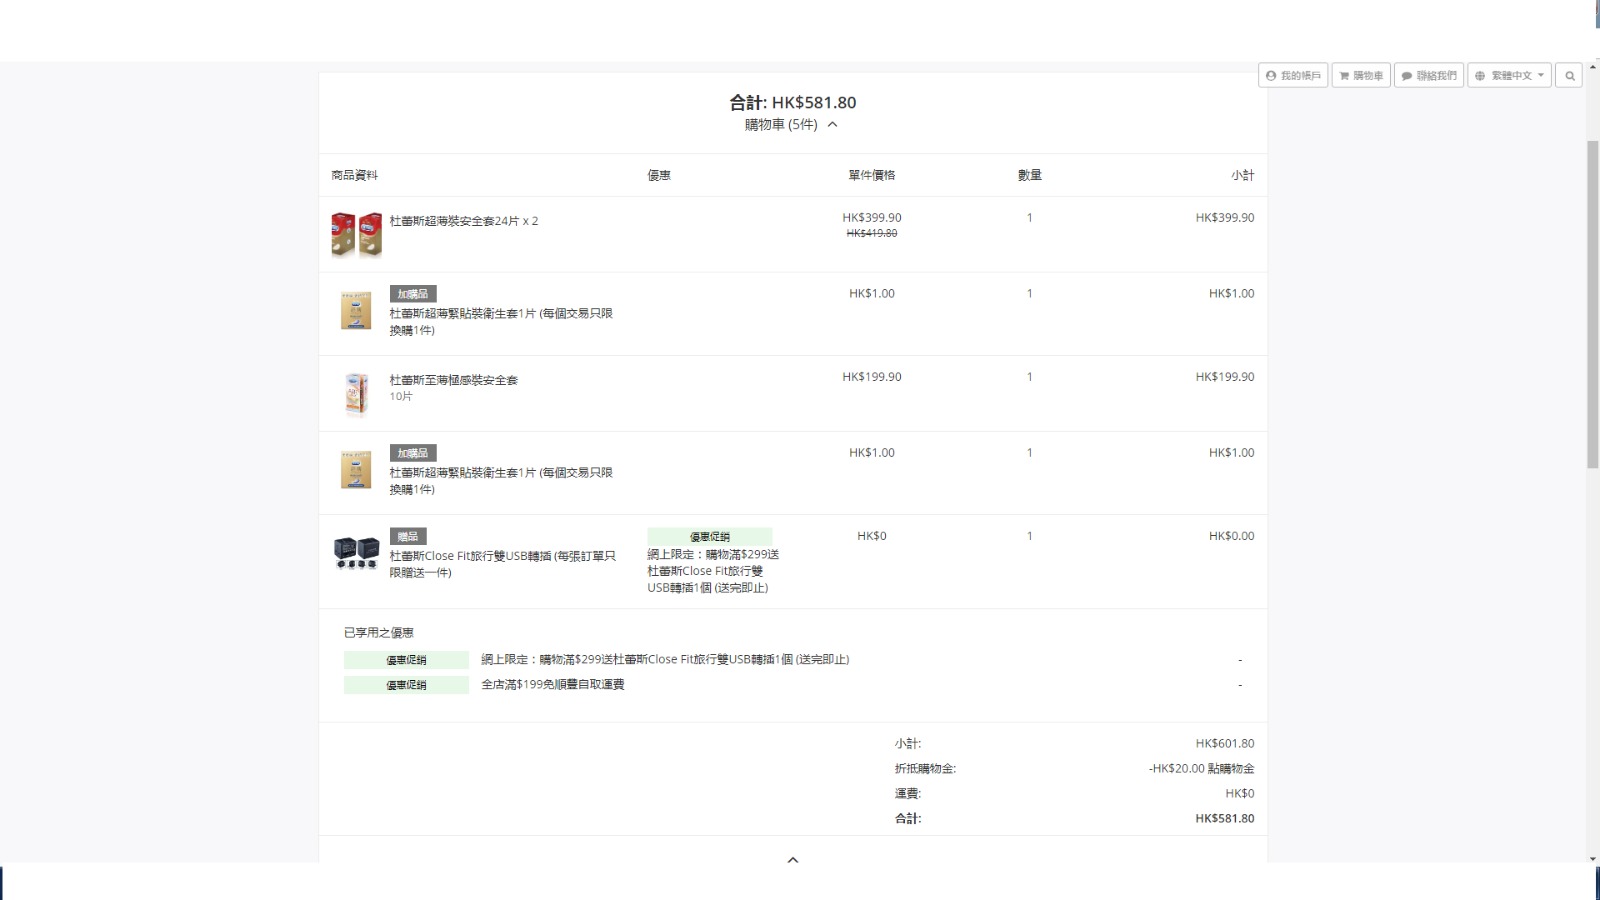 我的帳戶
購物車
聯絡我們
繁體中文
合計: HK$581.80
購物車 (5件)
商品資料 優惠 單件價格 數量 小計
杜蕾斯超薄裝安全套24片 x 2 HK$399.90 1 HK$399.90
HK$419.80
加購品 HK$1.00 1 HK$1.00
杜蕾斯超薄緊貼裝衛生套1片 (每個交易只限
換購1件)
杜蕾斯至薄極感裝安全套 HK$199.90 1 HK$199.90
10片
加購品 HK$1.00 1 HK$1.00
杜蕾斯超薄緊貼裝衛生套1片 (每個交易只限
換購1件)
贈品 優惠促銷 HK$0 1 HK$0.00
杜蕾斯Close Fit旅行雙USB轉插 (每張訂單只
限贈送一件)
網上限定：購物滿$299送
杜蕾斯Close Fit旅行雙
USB轉插1個 (送完即止)
已享用之優惠
優惠促銷 網上限定：購物滿$299送杜蕾斯Close Fit旅行雙USB轉插1個 (送完即止) -
優惠促銷 全店滿$199免順豐自取運費 -
小計: HK$601.80
折抵購物金: -HK$20.00 點購物金
運費: HK$0
合計: HK$581.80